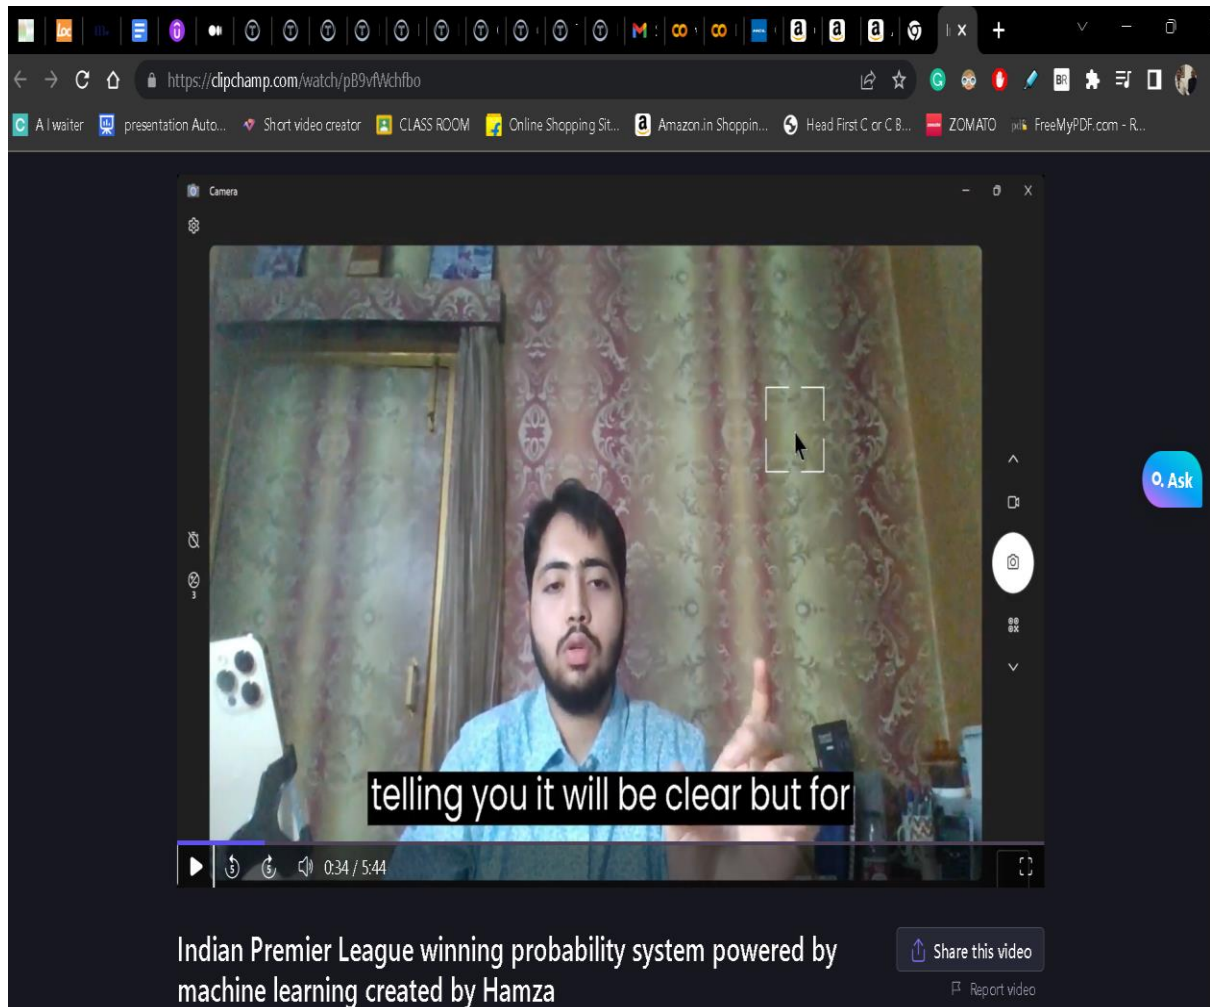 https://clipchamp.com/watch/pB9vfWchfbo
A I waiter presentation Auto... Short video creator CLASS ROOM Online Shopping Sit... Amazon.in Shoppin... Head First C or C B... ZOMATO FreeMyPDF.com - R...
Camera
Ask
3
telling you it will be clear but for
5 5 0:34 / 5:44
Indian Premier League winning probability system powered by
machine learning created by Hamza
Share this video
Report video